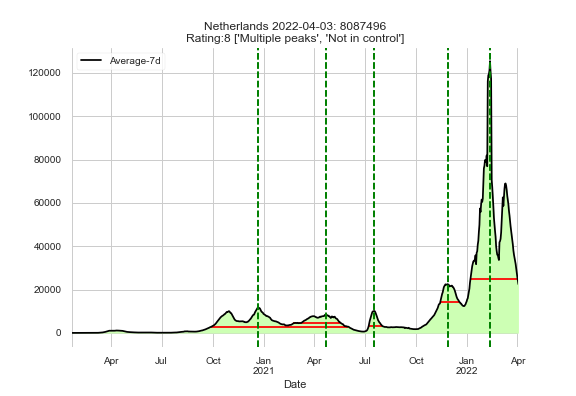 Netherlands 2022-04-03: 8087496
Rating:8 ['Multiple peaks', 'Not in control']
Average-7d
120000
100000
80000
60000
40000
20000
0
Apr Jul Oct Jan Apr Jul Oct Jan Apr
2021 2022
Date